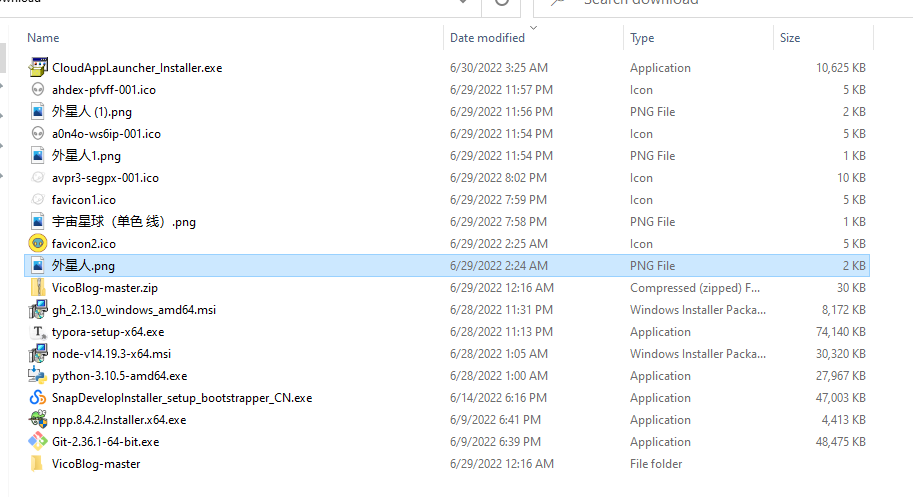 Search download
Name Date modified Type Size
CloudAppLauncher_Installer.exe 6/30/2022 3:25 AM Application 10,625 KB
ahdex-pfvff-001.ico 6/29/2022 11:57 PM Icon 5 KB
外星人 (1).png 6/29/2022 11:56 PM PNG File 2 KB
a0n4o-ws6ip-001.ico 6/29/2022 11:54 PM Icon 5 KB
外星人1.png 6/29/2022 11:54 PM PNG File 1 KB
avpr3-segpx-001.ico 6/29/2022 8:02 PM Icon 10 KB
favicon1.ico 6/29/2022 7:59 PM Icon 5 KB
宇宙星球（单色 线）.png 6/29/2022 7:58 PM PNG File 1 KB
favicon2.ico 6/29/2022 2:25 AM Icon 5 KB
外星人.png 6/29/2022 2:24 AM PNG File 2 KB
VicoBlog-master.zip 6/29/2022 12:16 AM Compressed (zipped) F... 30 KB
gh_2.13.0_windows_amd64.msi 6/28/2022 11:31 PM Windows Installer Packa... 8,172 KB
typora-setup-x64.exe 6/28/2022 11:13 PM Application 74,140 KB
node-v14.19.3-x64.msi 6/28/2022 1:05 AM Windows Installer Packa... 30,320 KB
python-3.10.5-amd64.exe 6/28/2022 1:00 AM Application 27,967 KB
SnapDevelopInstaller_setup_bootstrapper_CN.exe 6/14/2022 6:16 PM Application 47,003 KB
npp.8.4.2.Installer.x64.exe 6/9/2022 6:41 PM Application 4,413 KB
Git-2.36.1-64-bit.exe 6/9/2022 6:39 PM Application 48,475 KB
VicoBlog-master 6/29/2022 12:16 AM File folder